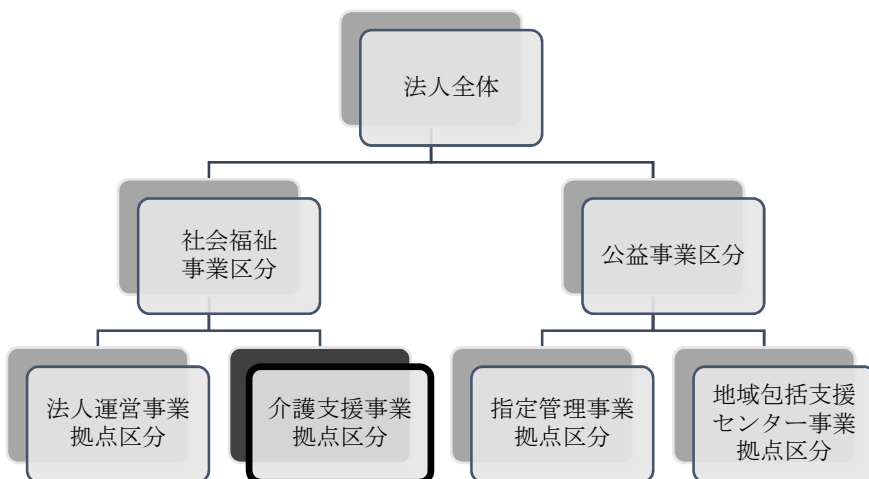 法人全体
社会福祉
事業区分
公益事業区分
法人運営事業
拠点区分
介護支援事業
拠点区分
指定管理事業
拠点区分
地域包括支援
センター事業
拠点区分